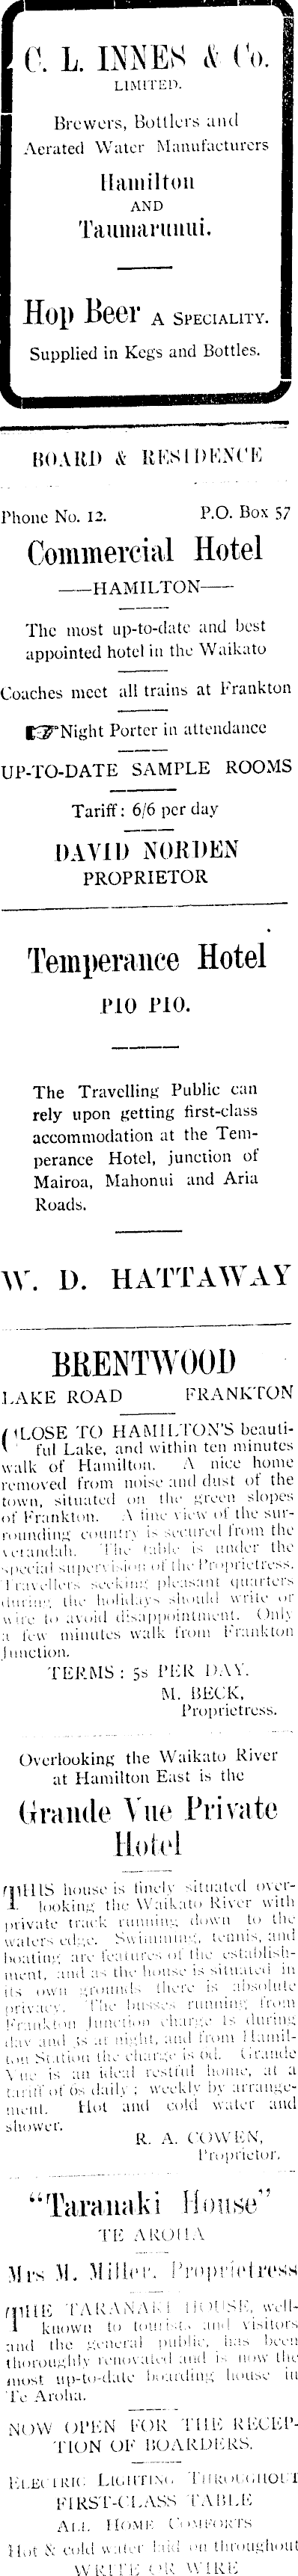 C. L. INNES & Co.
LIMITED.
Brewers, Bottlers and
Aerated Water Manufacturers
Hamilton
AND
Taumarunui.
Hop Beer A SPECIALITY.
Supplied in Kegs and Bottles.
BOARD & RESIDENCE
Phone No. 12. P.O. Box 57
Commercial Hotel
HAMILTON
The most up-to-date and best
appointed hotel in the Waikato
Coaches meet all trains at Frankton
☞Night Porter in attendance
UP-TO-DATE SAMPLE ROOMS
Tariff: 6/6 per day
DAVID NORDEN
PROPRIETOR
Temperance Hotel
PIO PIO.
The Travelling Public can
rely upon getting first-class
accommodation at the Tem-
perance Hotel, junction of
Mairoa, Mahonui and Aria
Roads.
W. D. HATTAWAY
BRENTWOOD
LAKE ROAD FRANKTON
CLOSE TO HAMILTON'S beauti-
ful Lake, and within ten minutes
walk of Hamilton. A nice home
removed from noise and dust of the
town, situated on the green slopes
of Frankton. A fine view of the sur-
rounding country is secured from the
verandah. The table is under the
special supervision of the Proprietress.
Travellers seeking pleasant quarters
during the holidays should write or
wire to avoid disappointment. Only
a few minutes walk from Frankton
Junction.
TERMS: 5s PER DAY.
M. BECK,
Proprietress.
Overlooking the Waikato River
at Hamilton East is the
Grande Vue Private
Hotel
THIS house is finely situated over-
looking the Waikato River with
private track running down to the
waters edge. Swimming, tennis, and
boating are features of the establish-
ment, and as the house is situated in
its own grounds there is absolute
privacy. The busses running from
Frankton Junction charge 1s during
day and 3s at night, and from Hamil-
ton Station the charge is 6d. Grande
Vue is an ideal restful home, at a
tariff of 6s daily; weekly by arrange-
ment. Hot and cold water and
shower.
R. A. COWEN,
Proprietor.
"Taranaki House"
TE AROHA
Mrs M. Miller, Proprietress
THE TARANAKI HOUSE, well-
known to tourists and visitors
and the general public, has been
thoroughly renovated and is now the
most up-to-date boarding house in
Te Aroha.
NOW OPEN FOR THE RECEP-
TION OF BOARDERS.
ELECTRIC LIGHTING THROUGHOUT
FIRST-CLASS TABLE
ALL HOME COMFORTS
Hot & cold water laid on throughout
WRITE OR WIRE